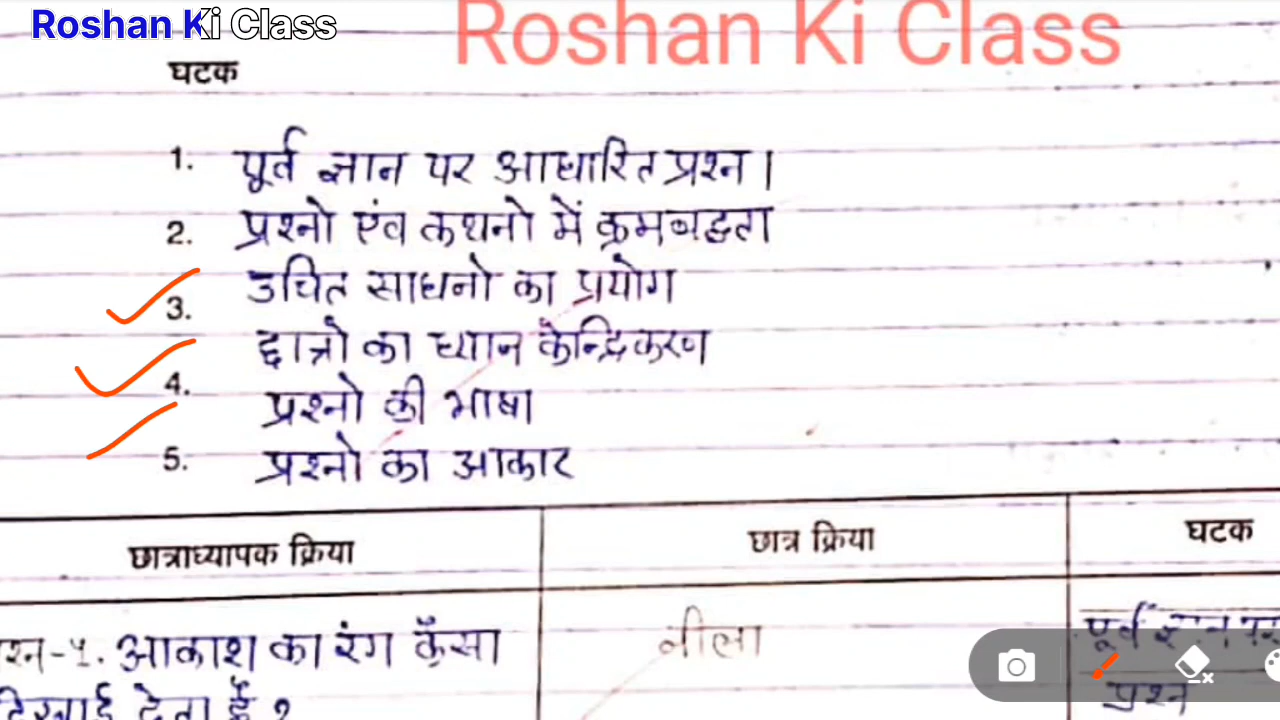 Roshan Ki Class
Roshan Ki Class
घटक
1. पूर्व ज्ञान पर आधारित प्रश्न।
2. प्रश्नो एंव कथनो में क्रमबद्धता
3. उचित साधनो का प्रयोग
4. छात्रो का ध्यान केन्द्रिकरण
प्रश्नो की भाषा
5. प्रश्नो का आकार
छात्राध्यापक क्रिया छात्र क्रिया घटक
आकाश का रंग कैसा नीला पूर्व ज्ञान
दिखाई देता है? प्रश्न